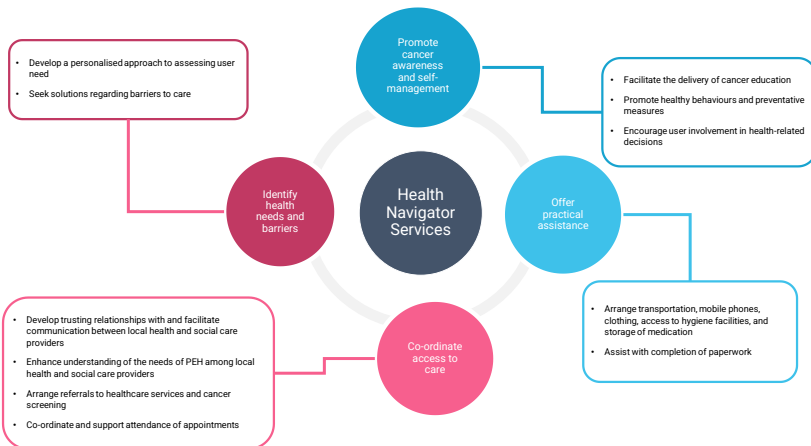 Promote
cancer
awareness
and self-
management
• Develop a personalised approach to assessing user
need
• Seek solutions regarding barriers to care
• Facilitate the delivery of cancer education
• Promote healthy behaviours and preventative
measures
• Encourage user involvement in health-related
decisions
Identify
health
needs and
barriers
Health
Navigator
Services
Offer
practical
assistance
• Arrange transportation, mobile phones,
clothing, access to hygiene facilities, and
storage of medication
• Assist with completion of paperwork
• Develop trusting relationships with and facilitate
communication between local health and social care
providers
• Enhance understanding of the needs of PEH among local
health and social care providers
• Arrange referrals to healthcare services and cancer
screening
• Co-ordinate and support attendance of appointments
Co-ordinate
access to
care